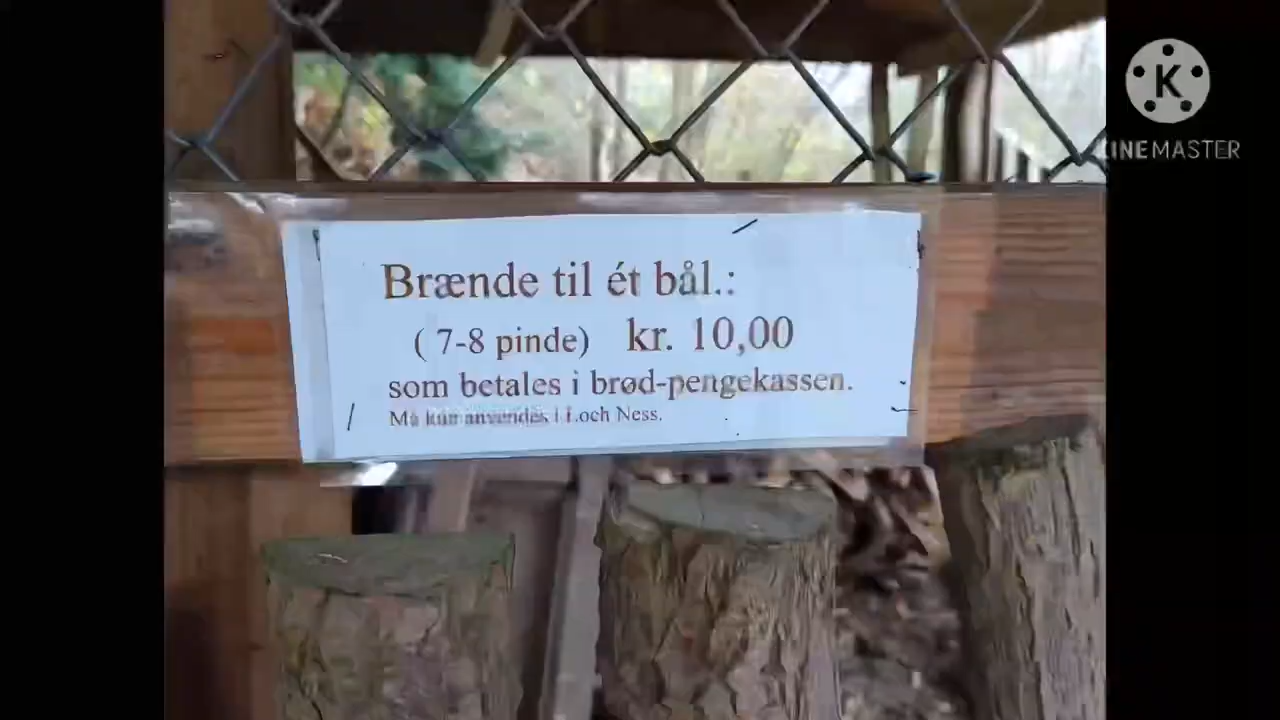 Brænde til ét bål.:
( 7-8 pinde) kr. 10,00
som betales i brød-pengekassen.
Må kun anvendes i Loch Ness.
K
KINEMASTER